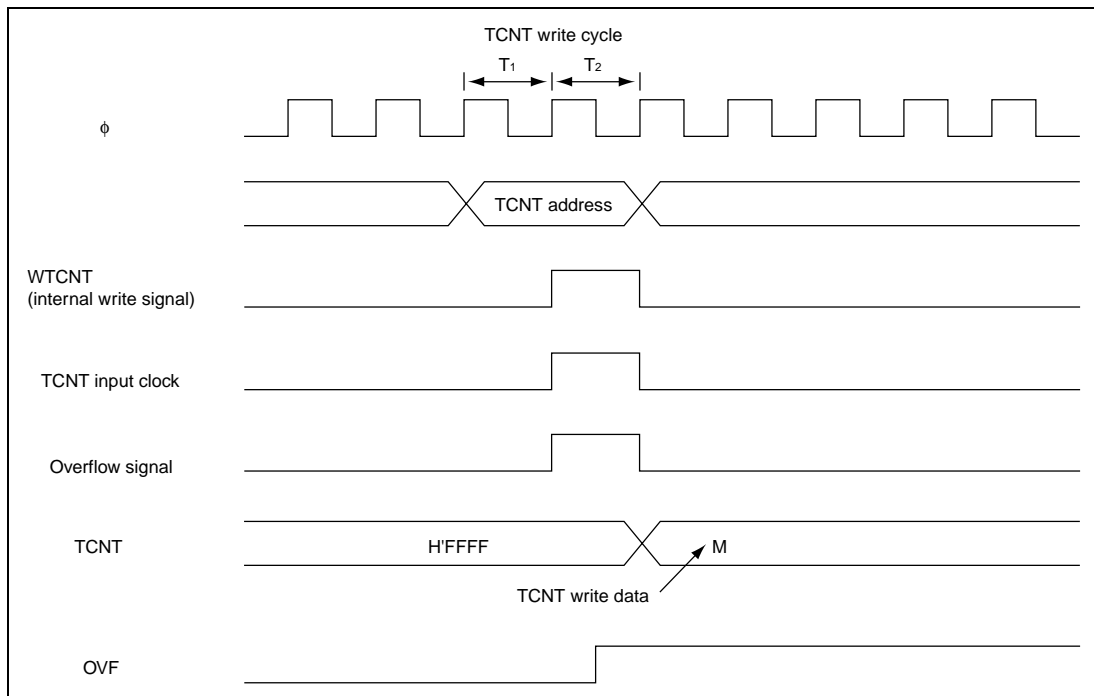 TCNT write cycle
T1 T2
ϕ
TCNT address
WTCNT
(internal write signal)
TCNT input clock
Overflow signal
TCNT
H'FFFF
M
TCNT write data
OVF